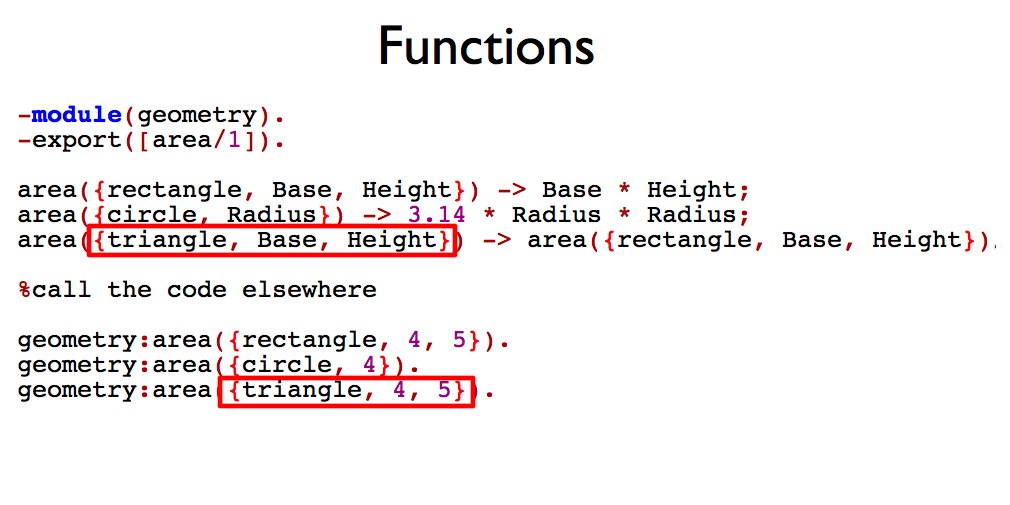 Functions
-module(geometry).
-export([area/1]).
area({rectangle, Base, Height}) -> Base * Height;
area({circle, Radius}) -> 3.14 * Radius * Radius;
area({triangle, Base, Height}) -> area({rectangle, Base, Height}).
%call the code elsewhere
geometry:area({rectangle, 4, 5}).
geometry:area({circle, 4}).
geometry:area({triangle, 4, 5}).